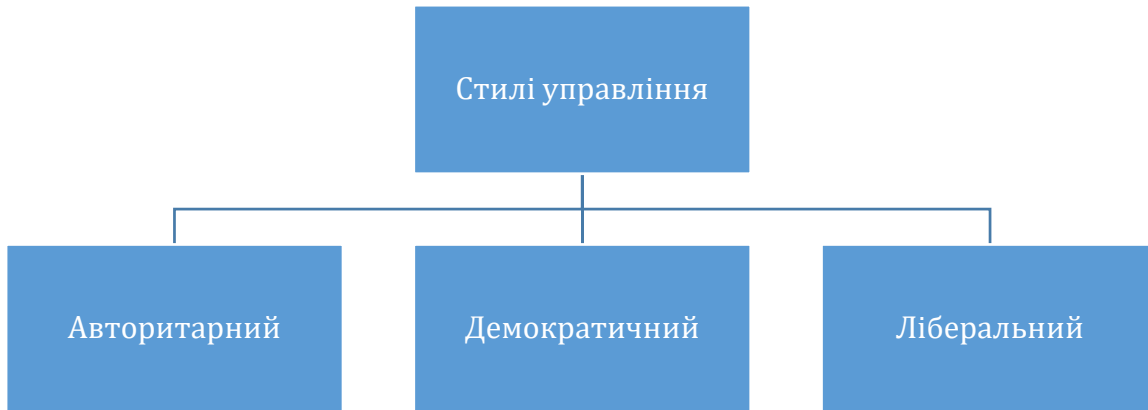 Стилі управління
Авторитарний
Демократичний
Ліберальний